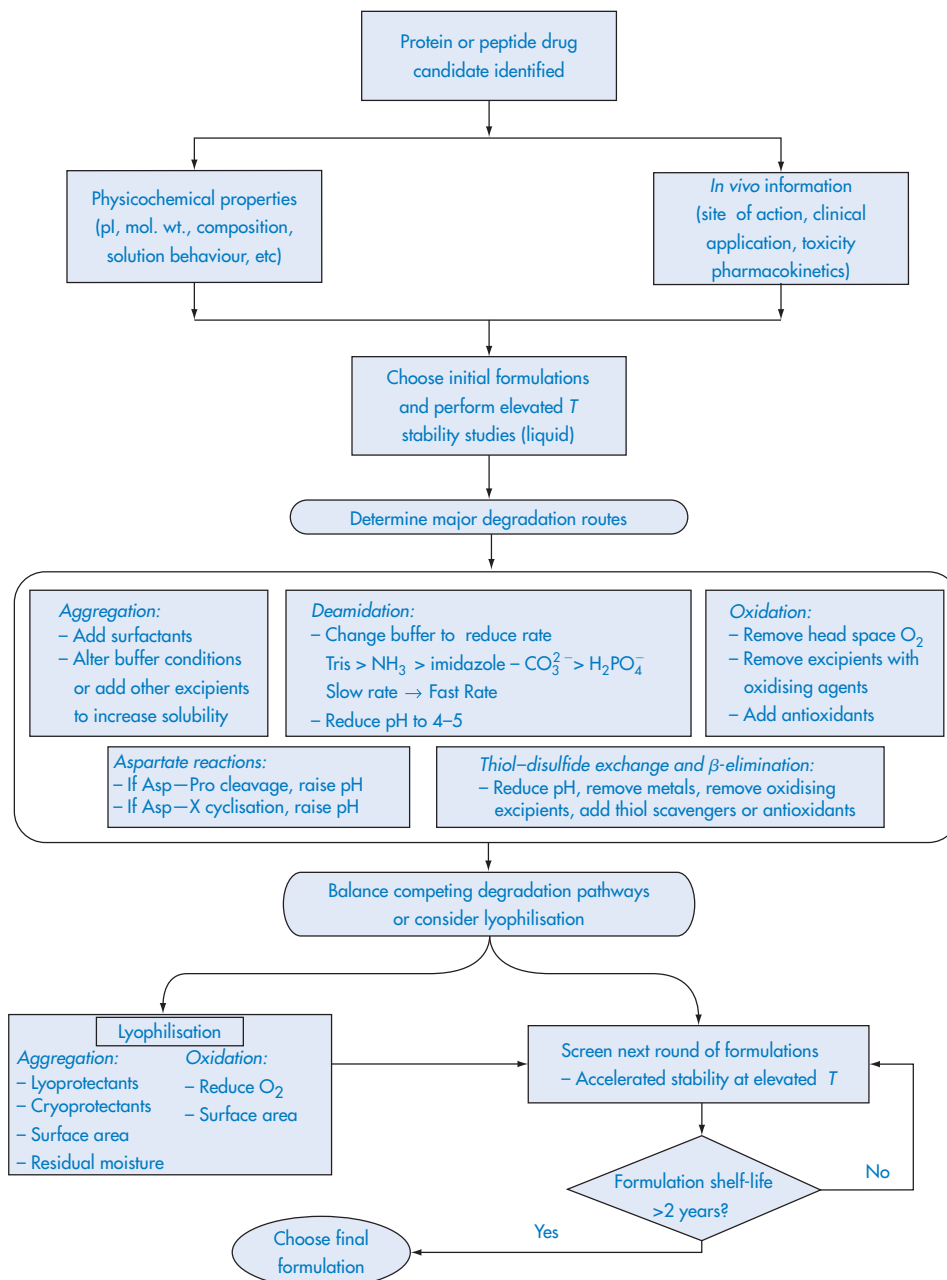 Protein or peptide drug
candidate identified
Physicochemical properties
(pI, mol. wt., composition,
solution behaviour, etc)
In vivo information
(site of action, clinical
application, toxicity
pharmacokinetics)
Choose initial formulations
and perform elevated T
stability studies (liquid)
Determine major degradation routes
Aggregation:
– Add surfactants
– Alter buffer conditions
or add other excipients
to increase solubility
Deamidation:
– Change buffer to reduce rate
Tris > NH₃ > imidazole – CO₃²⁻ > H₂PO₄⁻
Slow rate → Fast Rate
– Reduce pH to 4–5
Oxidation:
– Remove head space O₂
– Remove excipients with
oxidising agents
– Add antioxidants
Aspartate reactions:
– If Asp—Pro cleavage, raise pH
– If Asp—X cyclisation, raise pH
Thiol–disulfide exchange and β-elimination:
– Reduce pH, remove metals, remove oxidising
excipients, add thiol scavengers or antioxidants
Balance competing degradation pathways
or consider lyophilisation
Lyophilisation
Aggregation:
– Lyoprotectants
– Cryoprotectants
– Surface area
– Residual moisture
Oxidation:
– Reduce O₂
– Surface area
Screen next round of formulations
– Accelerated stability at elevated T
Formulation shelf-life
>2 years?
No
Yes
Choose final
formulation